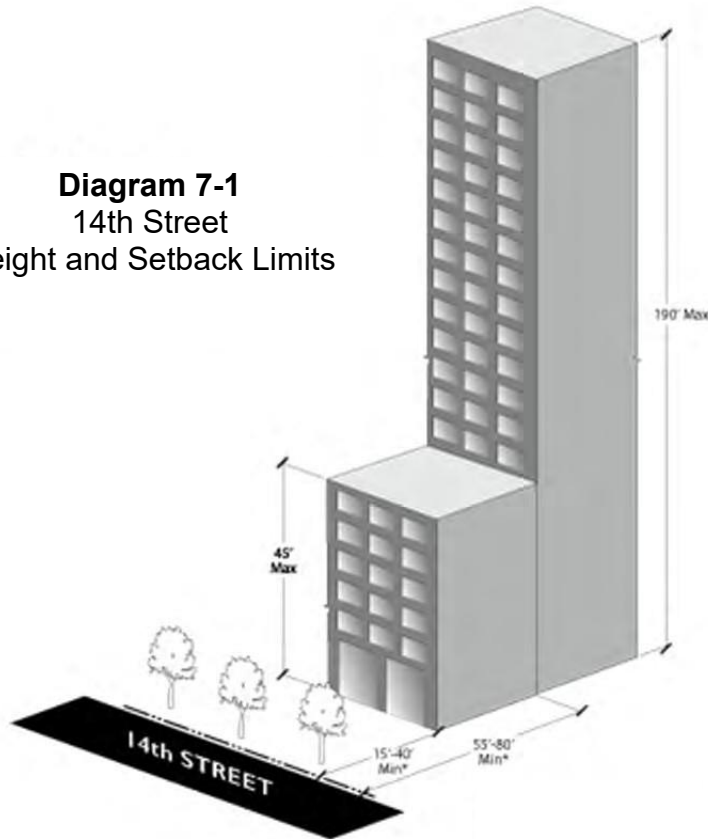 Diagram 7-1
14th Street
eight and Setback Limits
190' Max
45'
Max
15'-40'
Min*
55'-80'
Min*
14th STREET